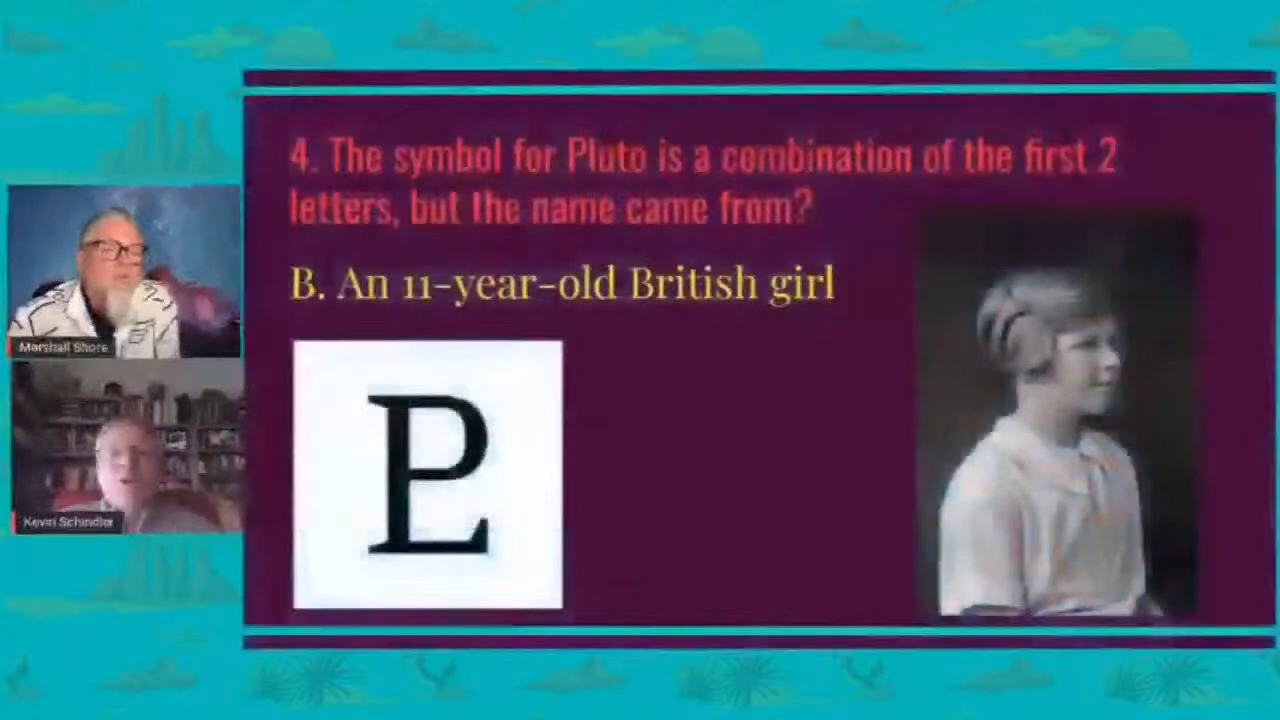 4. The symbol for Pluto is a combination of the first 2
letters, but the name came from?
B. An 11-year-old British girl
PL
Marshall Shore
Kevin Schindler